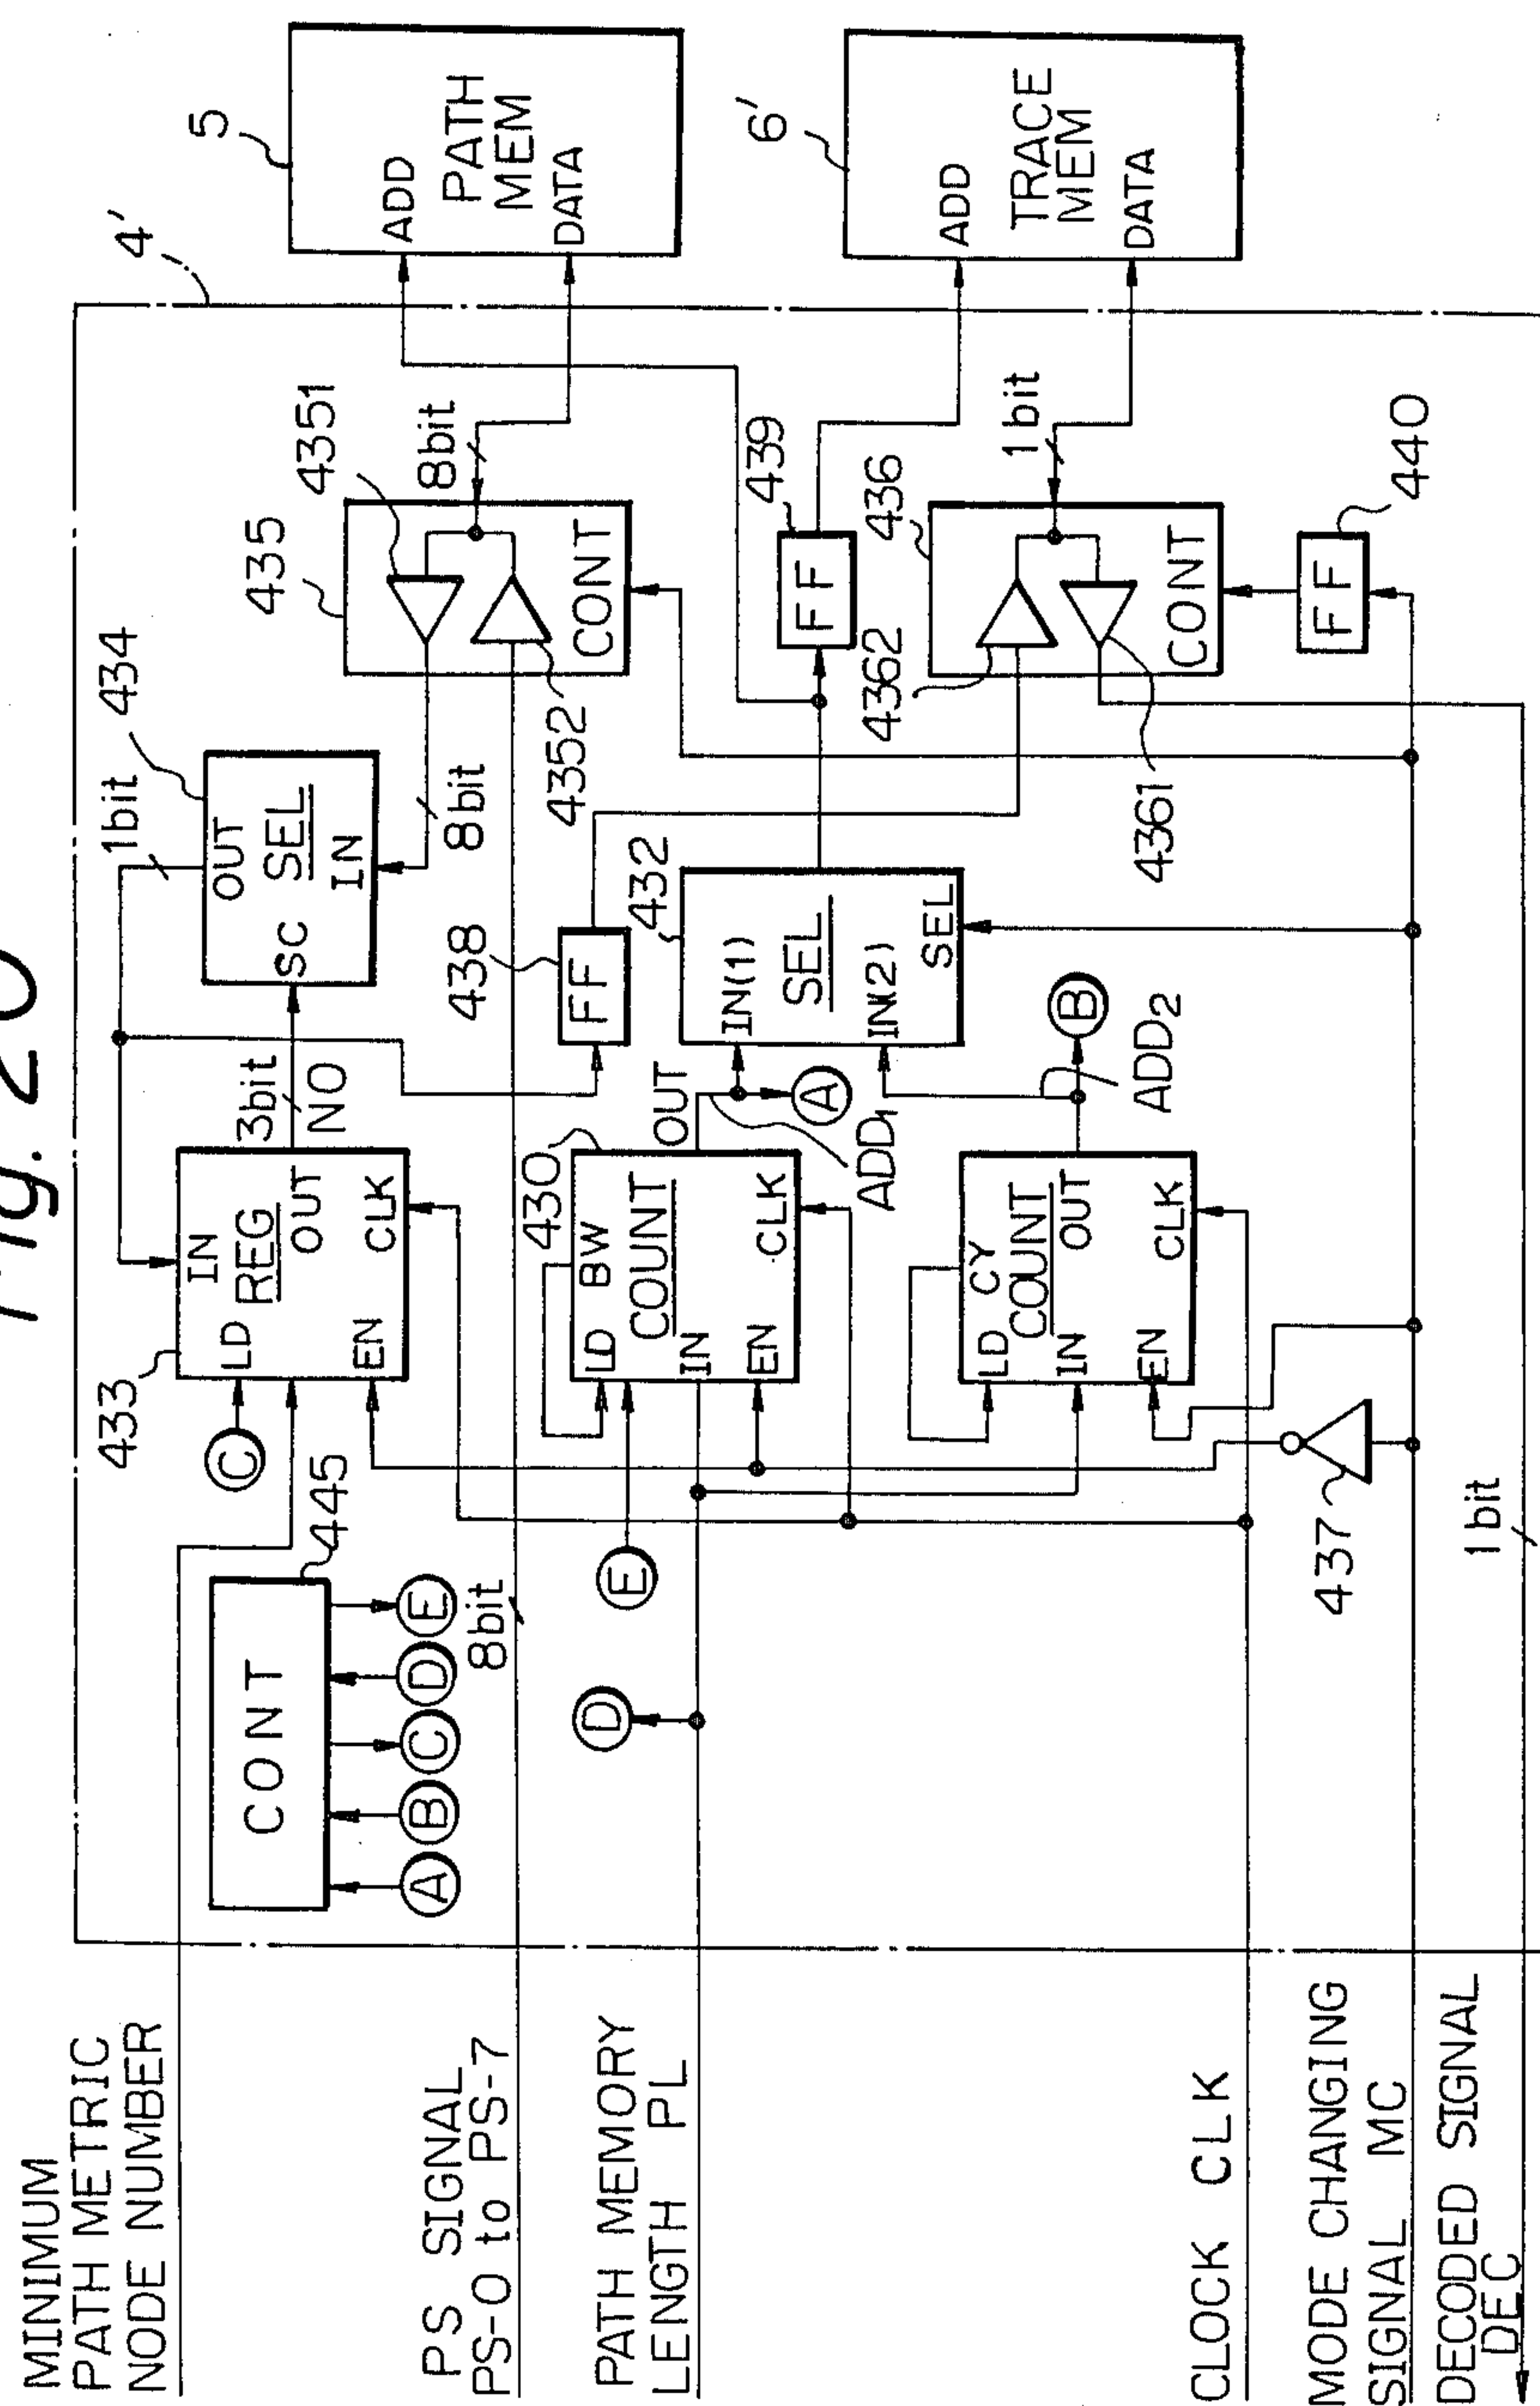 Fig. 20
MINIMUM
PATH METRIC
NODE NUMBER
PS SIGNAL
PS-0 to PS-7
PATH MEMORY
LENGTH PL
CLOCK CLK
MODE CHANGING
SIGNAL MC
DECODED SIGNAL
DEC
4'
CONT
445
A
B
C
D
E
8bit
D
E
C
433
IN
LD
REG
OUT
EN
CLK
3bit
NO
1bit
434
OUT
SEL
SC
IN
8bit
435
4351
4352
CONT
8bit
5
ADD
PATH
MEM
DATA
430
BW
LD
COUNT
IN
EN
CLK
OUT
ADD1
A
438
FF
432
IN(1)
SEL
IN(2)
SEL
439
FF
CY
LD
COUNT
IN
OUT
EN
CLK
B
ADD2
436
4362
4361
CONT
1bit
440
FF
6'
ADD
TRACE
MEM
DATA
437
1bit